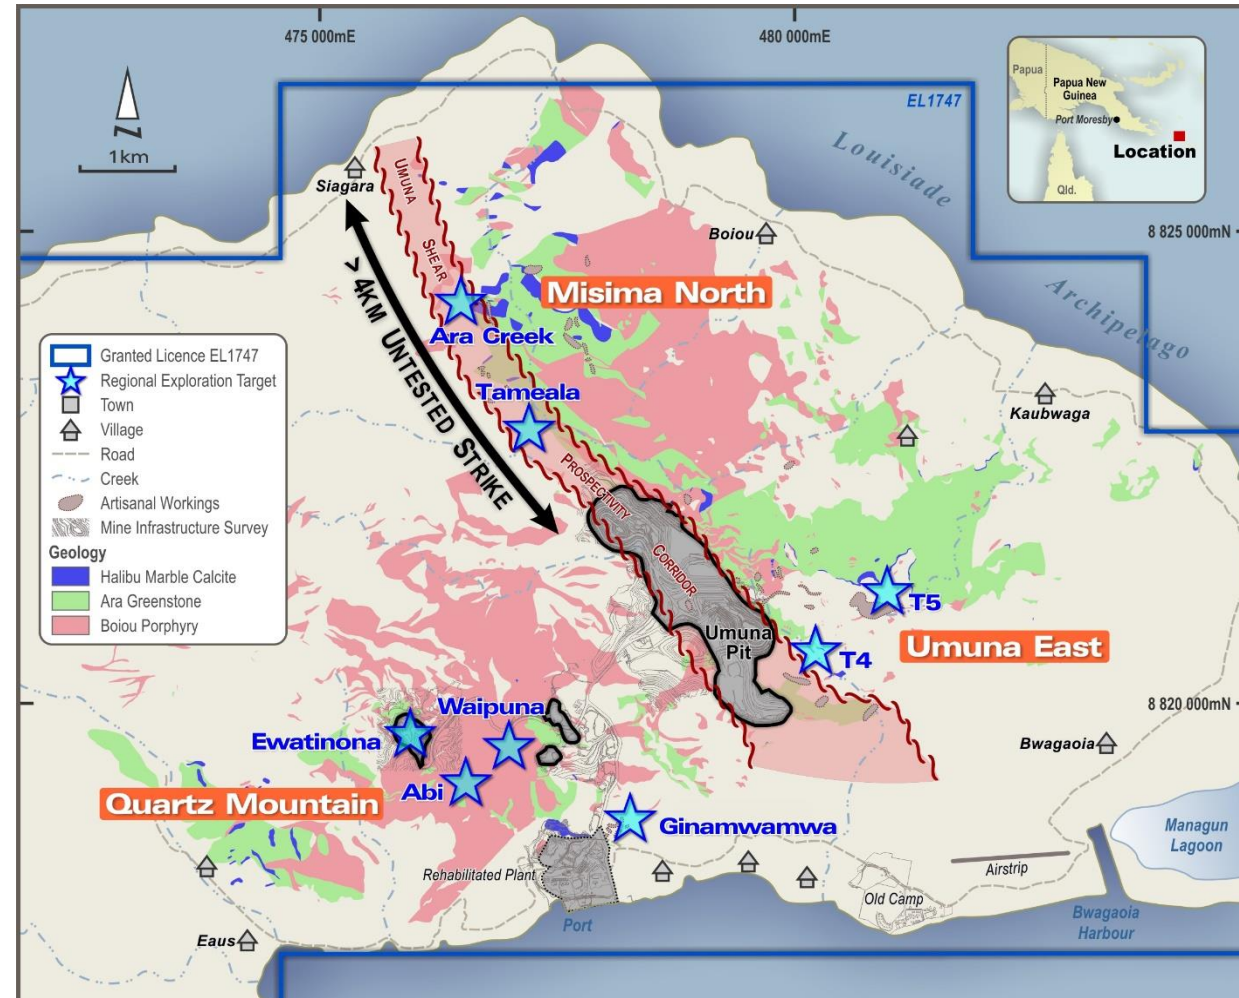 475 000mE
480 000mE
EL1747
Papua
Papua New
Guinea
Port Moresby
Location
Qld.
N
1km
Siagara
UMUNA
SHEAR
Louisiade
Archipelago
Boiou
8 825 000mN
Misima North
Ara Creek
> 4KM UNTESTED STRIKE
Tameala
Kaubwaga
Granted Licence EL1747
Regional Exploration Target
Town
Village
Road
Creek
Artisanal Workings
Mine Infrastructure Survey
Geology
Halibu Marble Calcite
Ara Greenstone
Boiou Porphyry
PROSPECTIVITY
CORRIDOR
T5
Umuna
Pit
T4
Umuna East
8 820 000mN
Waipuna
Ewatinona
Bwagaoia
Abi
Quartz Mountain
Ginamwamwa
Managun
Lagoon
Rehabilitated Plant
Airstrip
Old Camp
Port
Bwagaoia
Harbour
Eaus